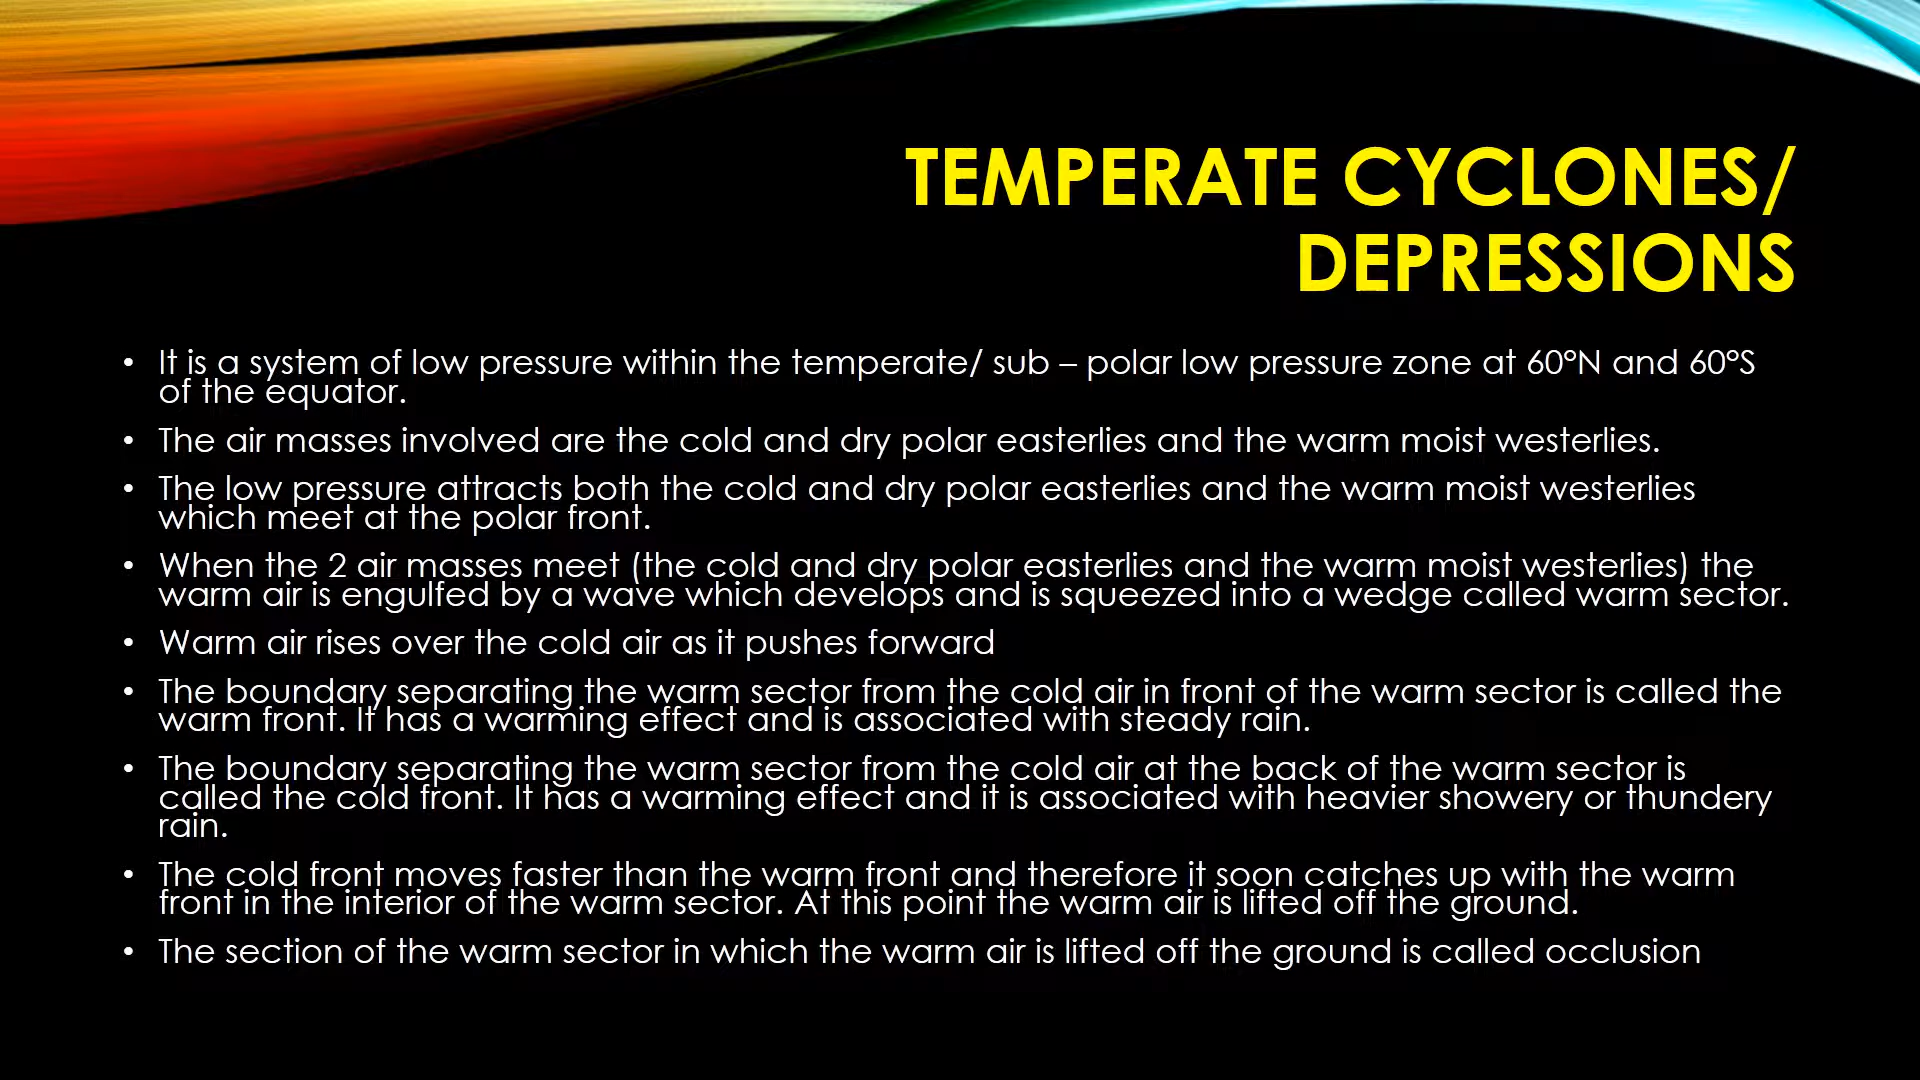 TEMPERATE CYCLONES/
DEPRESSIONS
• It is a system of low pressure within the temperate/ sub – polar low pressure zone at 60°N and 60°S
of the equator.
• The air masses involved are the cold and dry polar easterlies and the warm moist westerlies.
• The low pressure attracts both the cold and dry polar easterlies and the warm moist westerlies
which meet at the polar front.
• When the 2 air masses meet (the cold and dry polar easterlies and the warm moist westerlies) the
warm air is engulfed by a wave which develops and is squeezed into a wedge called warm sector.
• Warm air rises over the cold air as it pushes forward
• The boundary separating the warm sector from the cold air in front of the warm sector is called the
warm front. It has a warming effect and is associated with steady rain.
• The boundary separating the warm sector from the cold air at the back of the warm sector is
called the cold front. It has a warming effect and it is associated with heavier showery or thundery
rain.
• The cold front moves faster than the warm front and therefore it soon catches up with the warm
front in the interior of the warm sector. At this point the warm air is lifted off the ground.
• The section of the warm sector in which the warm air is lifted off the ground is called occlusion